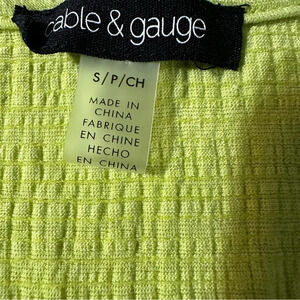 cable & gauge
S/P/CH
MADE IN
CHINA
FABRIQUE
EN CHINE
HECHO
EN CHINA